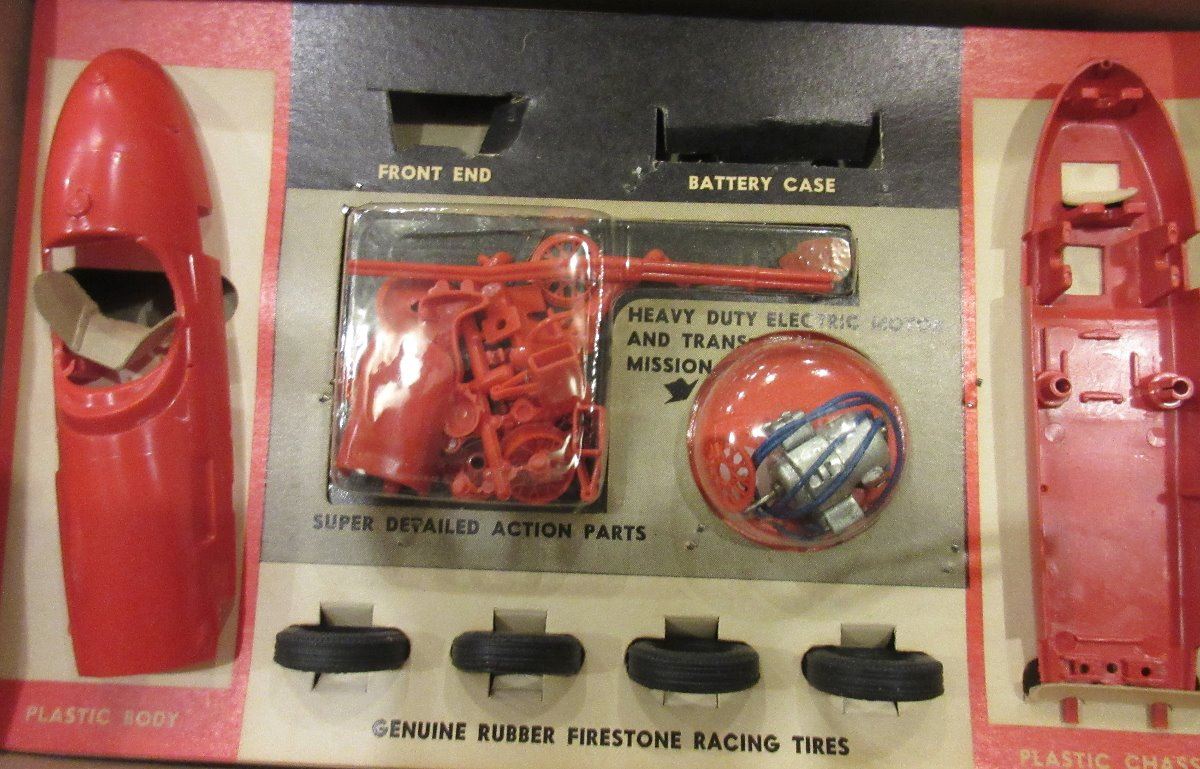 FRONT END
BATTERY CASE
HEAVY DUTY ELECTRIC MOTOR
AND TRANS-
MISSION
SUPER DETAILED ACTION PARTS
GENUINE RUBBER FIRESTONE RACING TIRES
PLASTIC BODY
PLASTIC CHASS